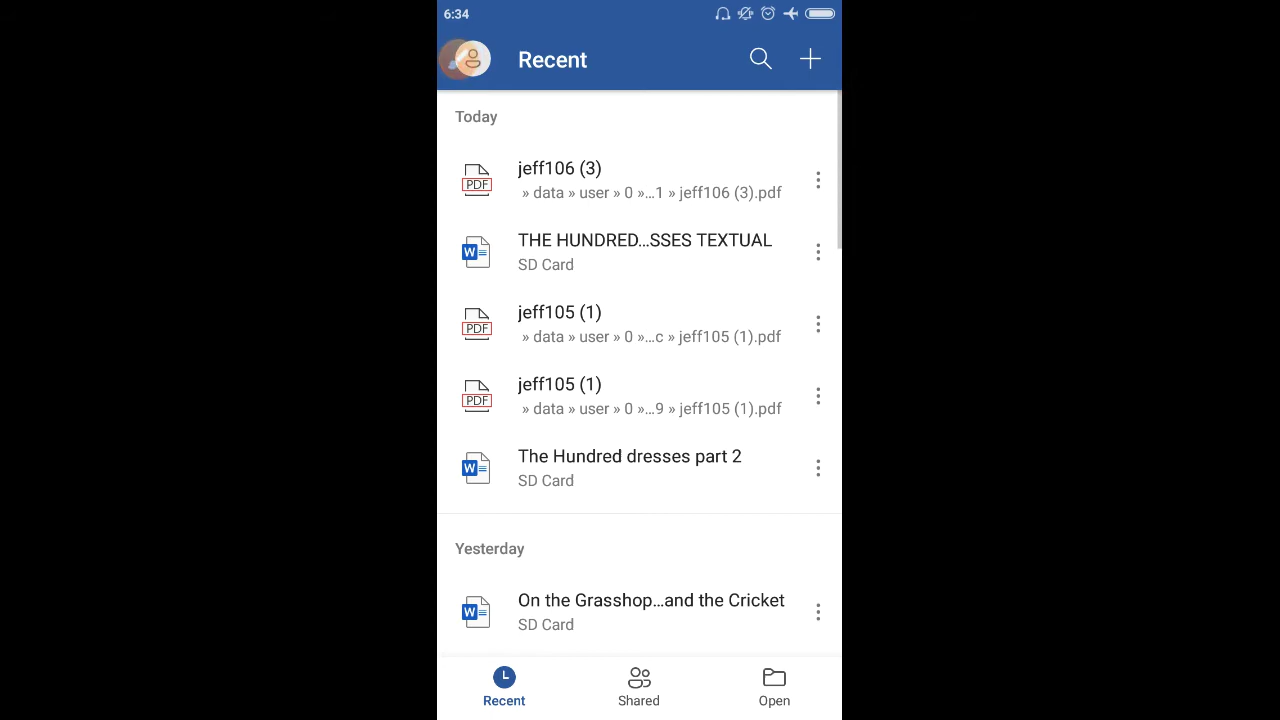 6:34
Recent
Today
jeff106 (3)
» data » user » 0 »...1 » jeff106 (3).pdf
PDF
THE HUNDRED...SSES TEXTUAL
SD Card
W
jeff105 (1)
» data » user » 0 »...c » jeff105 (1).pdf
PDF
jeff105 (1)
» data » user » 0 »...9 » jeff105 (1).pdf
PDF
The Hundred dresses part 2
SD Card
W
Yesterday
On the Grasshop...and the Cricket
SD Card
W
Recent
Shared
Open